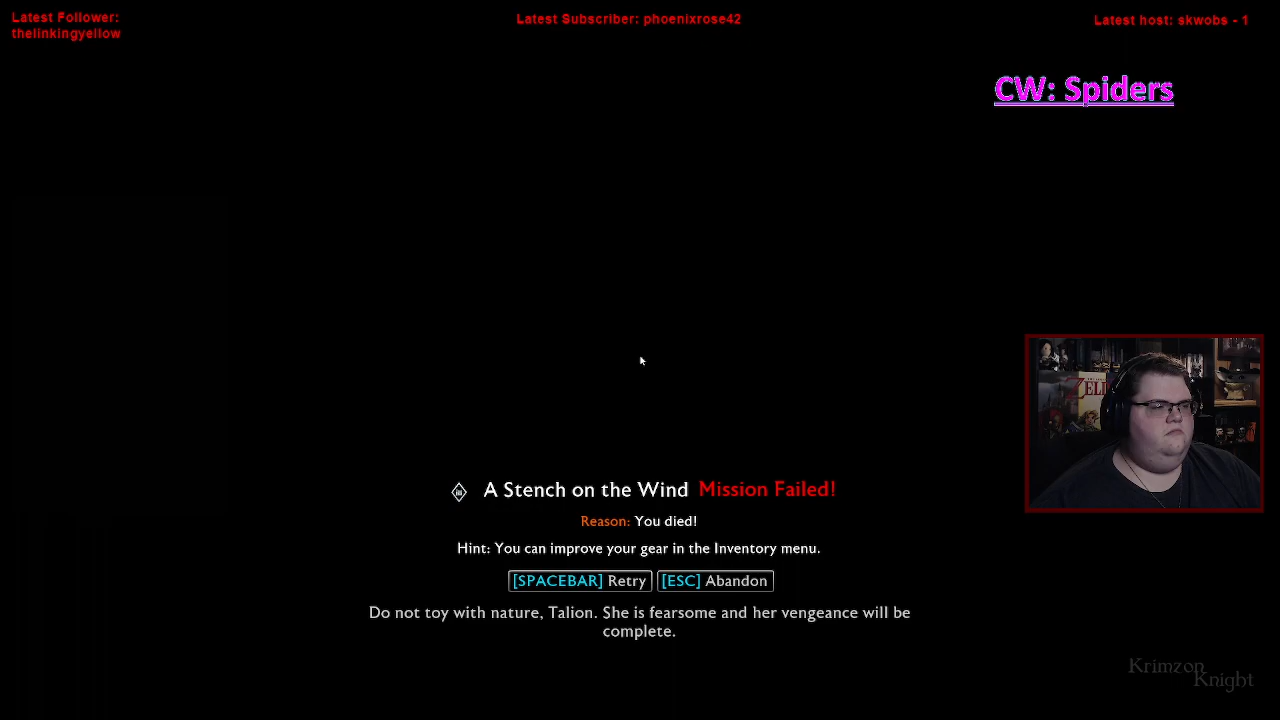 Latest Follower:
thelinkingyellow
Latest Subscriber: phoenixrose42
Latest host: skwobs - 1
CW: Spiders
A Stench on the Wind Mission Failed!
Reason: You died!
Hint: You can improve your gear in the Inventory menu.
[SPACEBAR] Retry [ESC] Abandon
Do not toy with nature, Talion. She is fearsome and her vengeance will be
complete.
Krimzon
Knight